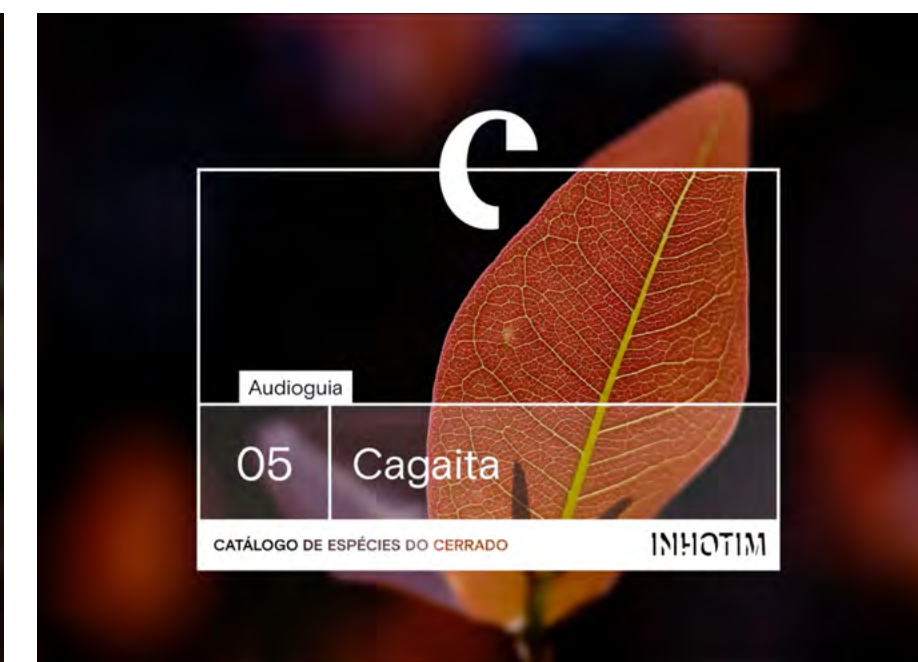 e
Audioguia
05
Cagaita
CATÁLOGO DE ESPÉCIES DO CERRADO
INHOTIM